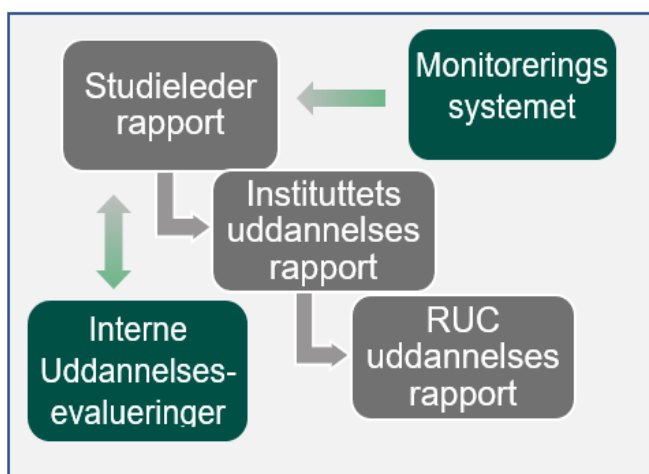 Studieleder
rapport
Monitorerings
systemet
Instituttets
uddannelses
rapport
Interne
Uddannelses-
evalueringer
RUC
uddannelses
rapport